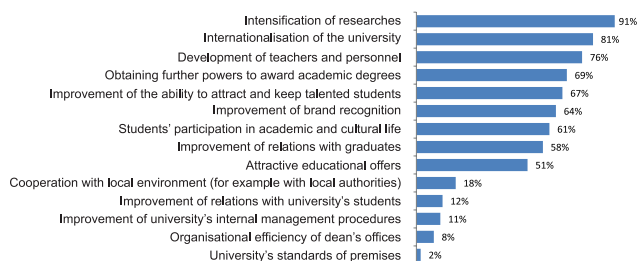 Intensification of researches 91%
Internationalisation of the university 81%
Development of teachers and personnel 76%
Obtaining further powers to award academic degrees 69%
Improvement of the ability to attract and keep talented students 67%
Improvement of brand recognition 64%
Students' participation in academic and cultural life 61%
Improvement of relations with graduates 58%
Attractive educational offers 51%
Cooperation with local environment (for example with local authorities) 18%
Improvement of relations with university's students 12%
Improvement of university's internal management procedures 11%
Organisational efficiency of dean's offices 8%
University's standards of premises 2%